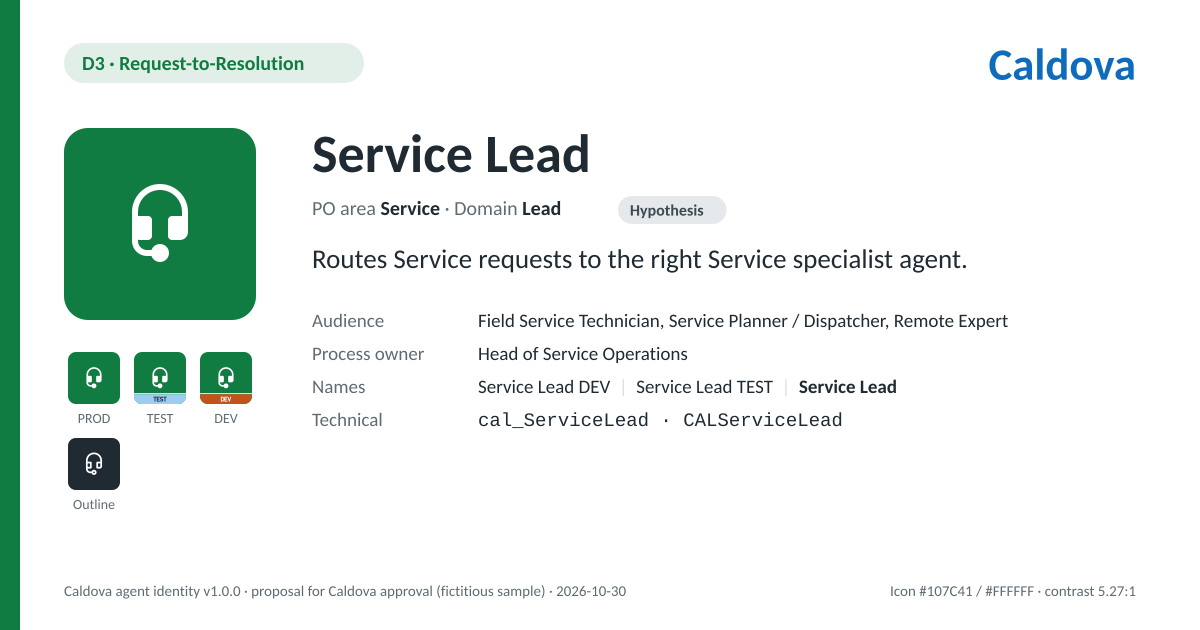 D3 · Request-to-Resolution
Caldova
Service Lead
PO area Service · Domain Lead
Hypothesis
Routes Service requests to the right Service specialist agent.
Audience Field Service Technician, Service Planner / Dispatcher, Remote Expert
Process owner Head of Service Operations
Names Service Lead DEV | Service Lead TEST | Service Lead
Technical cal_ServiceLead · CALServiceLead
TEST DEV
PROD TEST DEV
Outline
Caldova agent identity v1.0.0 · proposal for Caldova approval (fictitious sample) · 2026-10-30
Icon #107C41 / #FFFFFF · contrast 5.27:1